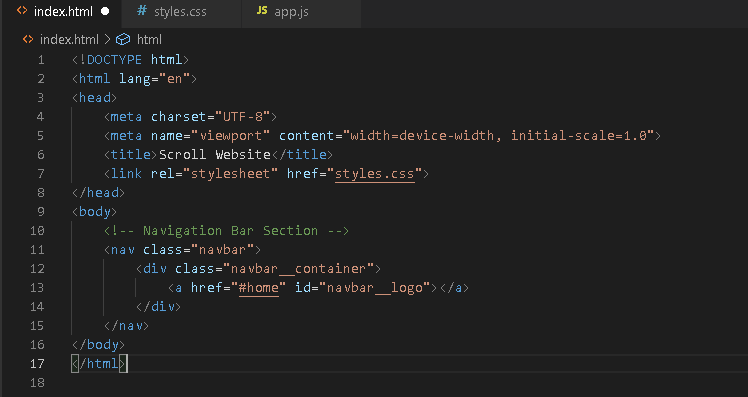 <> index.html ● # styles.css JS app.js
<> index.html > html
1 <!DOCTYPE html>
2 <html lang="en">
3 <head>
4 <meta charset="UTF-8">
5 <meta name="viewport" content="width=device-width, initial-scale=1.0">
6 <title>Scroll Website</title>
7 <link rel="stylesheet" href="styles.css">
8 </head>
9 <body>
10 <!-- Navigation Bar Section -->
11 <nav class="navbar">
12 <div class="navbar__container">
13 <a href="#home" id="navbar__logo"></a>
14 </div>
15 </nav>
16 </body>
17 </html>
18